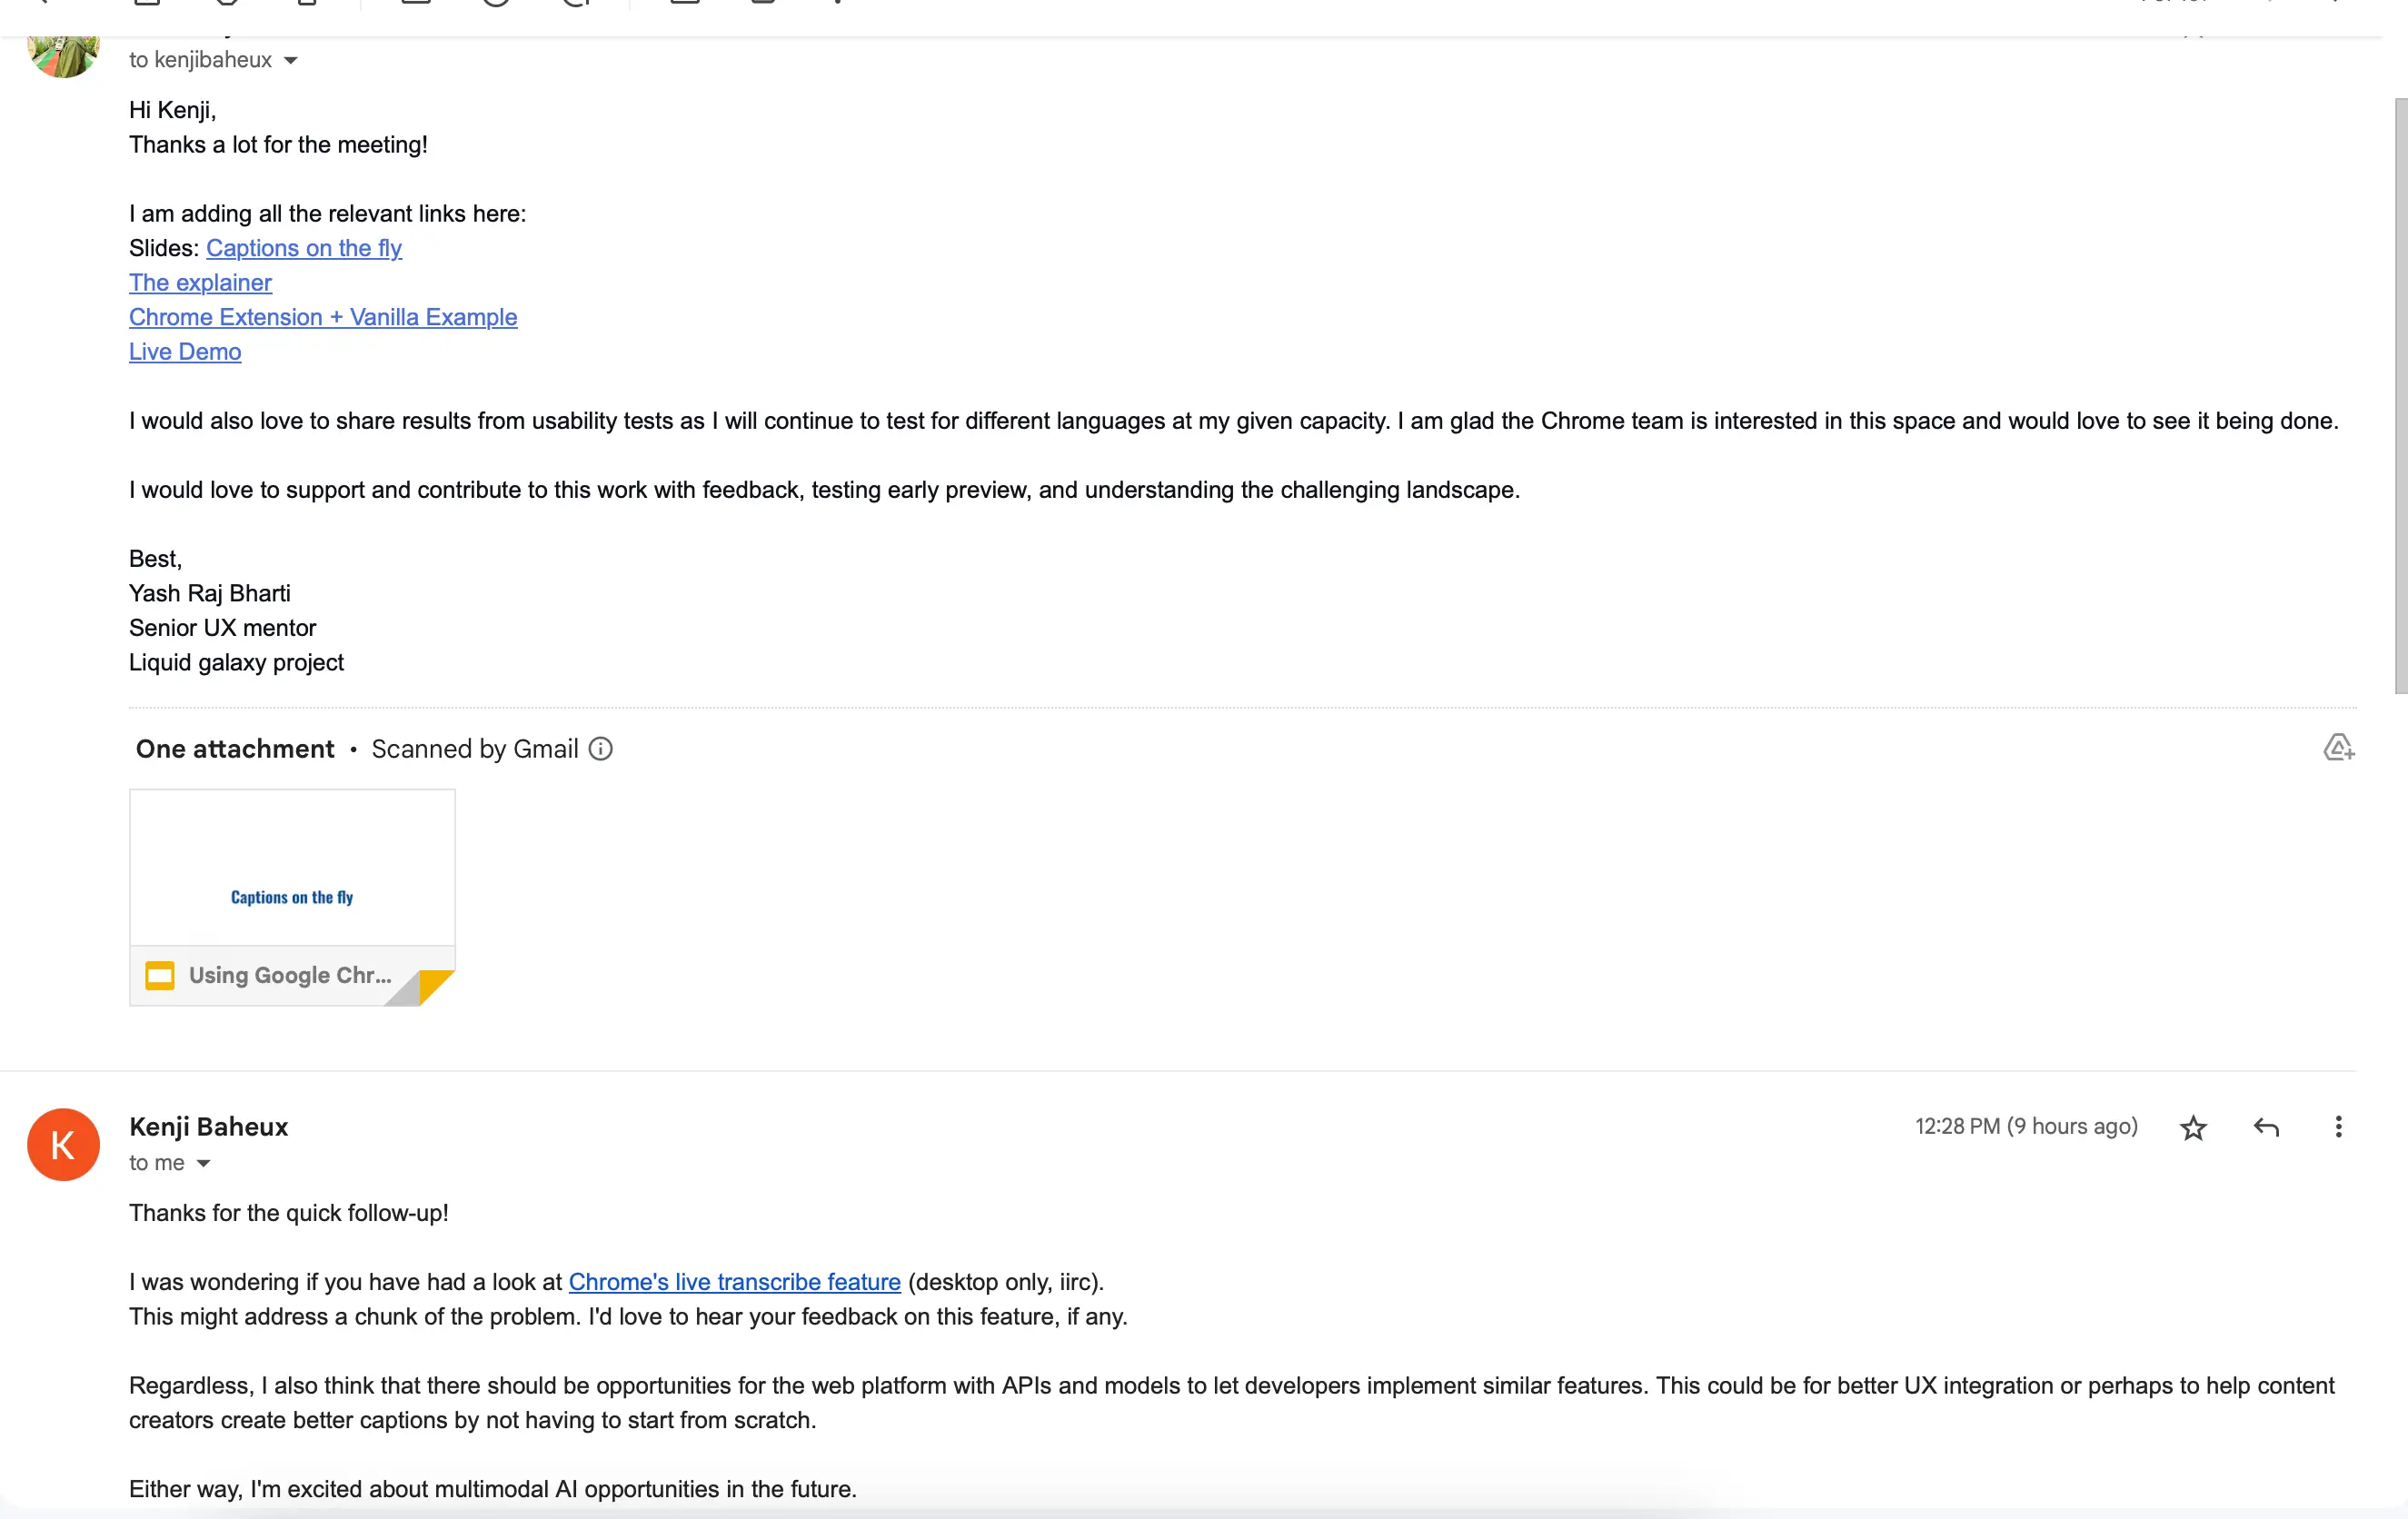 to kenjibaheux
Hi Kenji,
Thanks a lot for the meeting!
I am adding all the relevant links here:
Slides: Captions on the fly
The explainer
Chrome Extension + Vanilla Example
Live Demo
I would also love to share results from usability tests as I will continue to test for different languages at my given capacity. I am glad the Chrome team is interested in this space and would love to see it being done.
I would love to support and contribute to this work with feedback, testing early preview, and understanding the challenging landscape.
Best,
Yash Raj Bharti
Senior UX mentor
Liquid galaxy project
One attachment • Scanned by Gmail
Captions on the fly
Using Google Chr...
K
Kenji Baheux
12:28 PM (9 hours ago)
to me
Thanks for the quick follow-up!
I was wondering if you have had a look at Chrome's live transcribe feature (desktop only, iirc).
This might address a chunk of the problem. I'd love to hear your feedback on this feature, if any.
Regardless, I also think that there should be opportunities for the web platform with APIs and models to let developers implement similar features. This could be for better UX integration or perhaps to help content
creators create better captions by not having to start from scratch.
Either way, I'm excited about multimodal AI opportunities in the future.